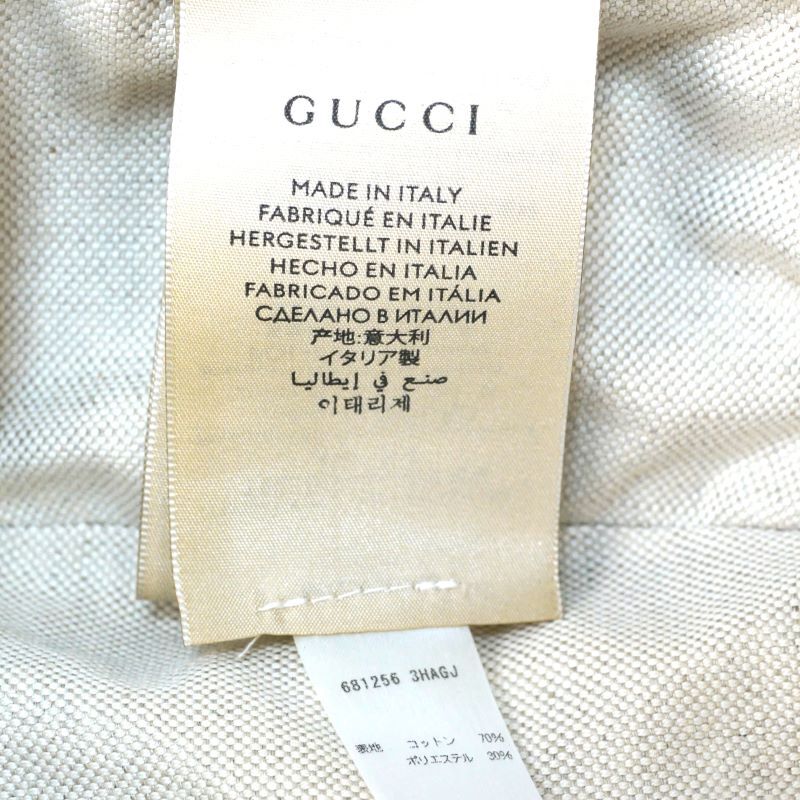 GUCCI
MADE IN ITALY
FABRIQUÉ EN ITALIE
HERGESTELLT IN ITALIEN
HECHO EN ITALIA
FABRICADO EM ITÁLIA
СДЕЛАНО В ИТАЛИИ
产地:意大利
イタリア製
صنع في إيطاليا
이태리제
681256 3HAGJ
表地 コットン 70%
ポリエステル 30%